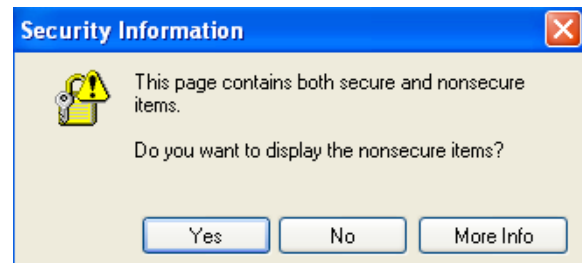 Security Information
This page contains both secure and nonsecure
items.
Do you want to display the nonsecure items?
Yes
No
More Info